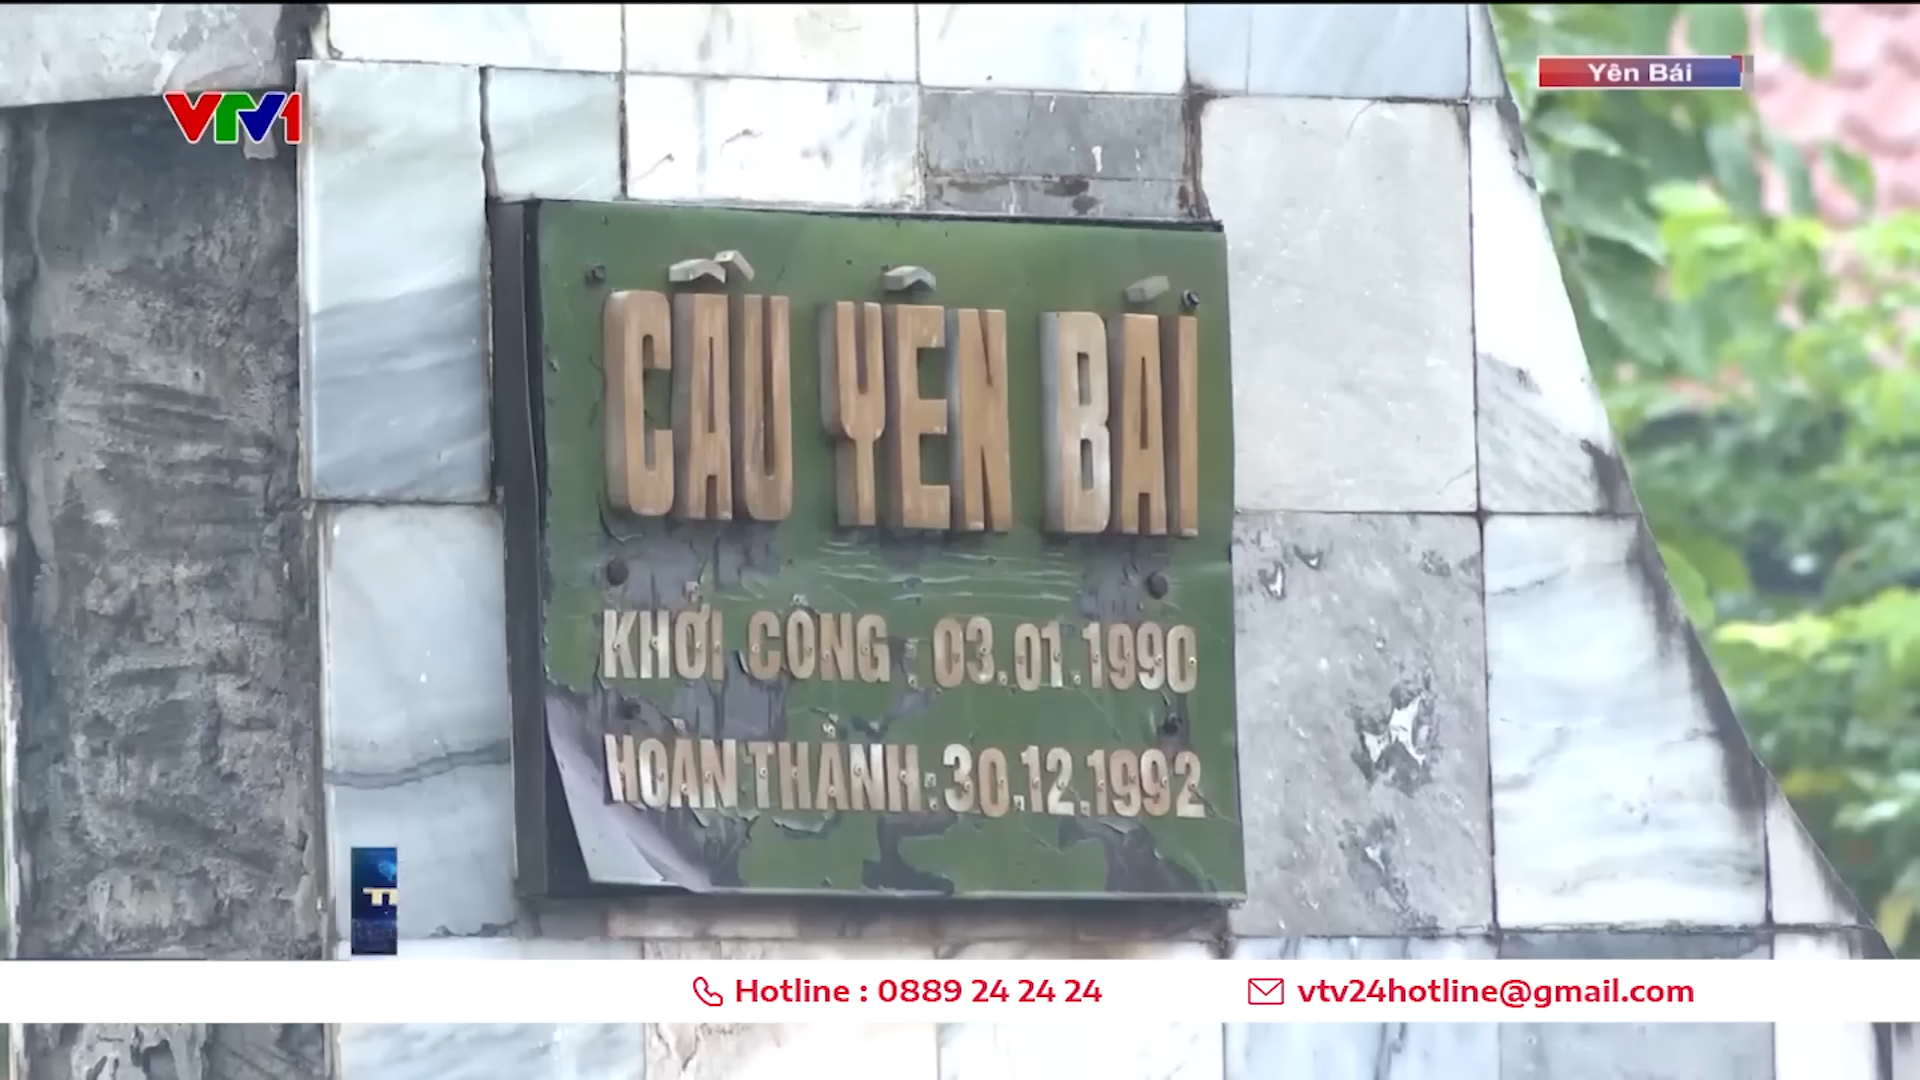 VTV1
Yên Bái
CẦU YÊN BÁI
KHỞI CÔNG : 03.01.1990
HOÀN THÀNH : 30.12.1992
Hotline : 0889 24 24 24
vtv24hotline@gmail.com